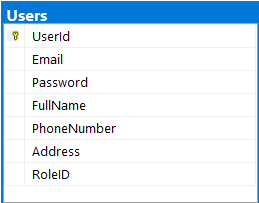 Users
UserId
Email
Password
FullName
PhoneNumber
Address
RoleID